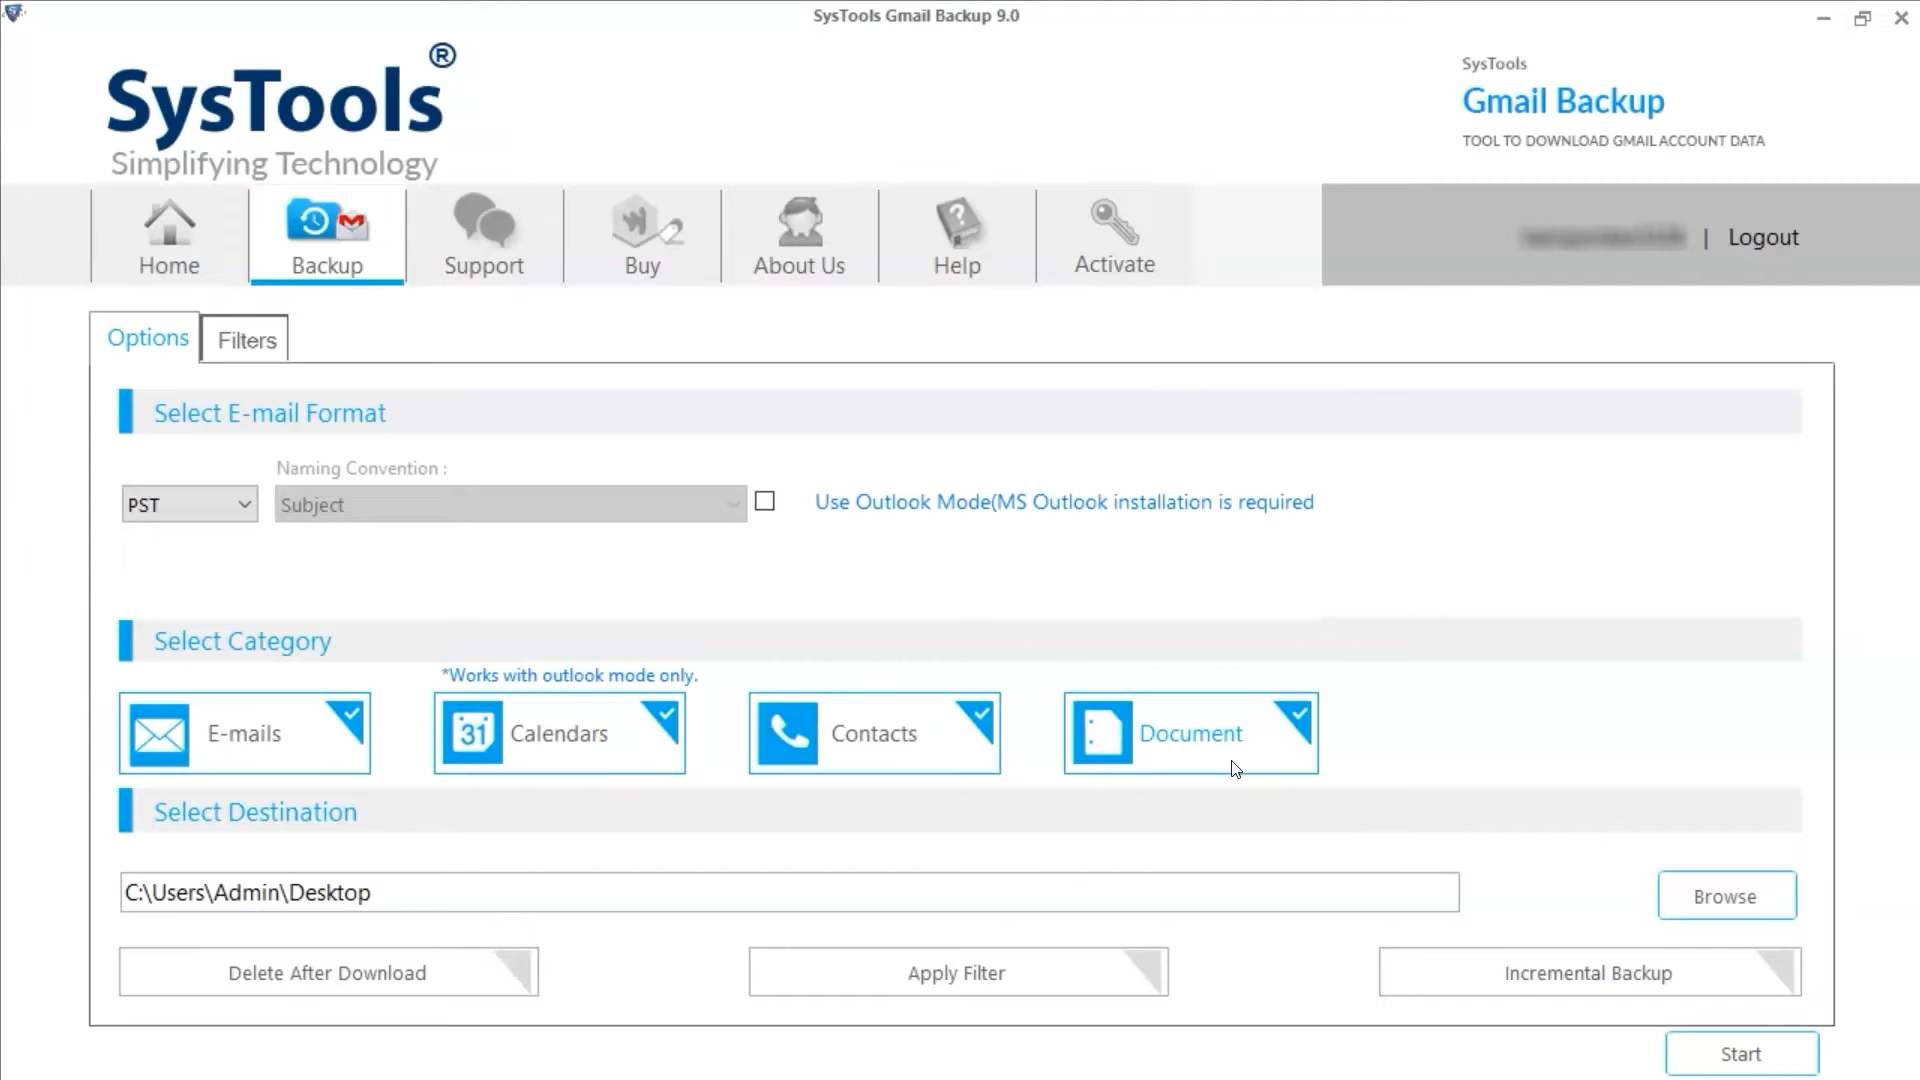 SysTools Gmail Backup 9.0
SysTools®
Simplifying Technology
SysTools
Gmail Backup
TOOL TO DOWNLOAD GMAIL ACCOUNT DATA
Home
Backup
Support
Buy
About Us
Help
Activate
| Logout
Options
Filters
Select E-mail Format
Naming Convention :
PST
Subject
Use Outlook Mode(MS Outlook installation is required
Select Category
*Works with outlook mode only.
E-mails
31
Calendars
Contacts
Document
Select Destination
C:\Users\Admin\Desktop
Browse
Delete After Download
Apply Filter
Incremental Backup
Start